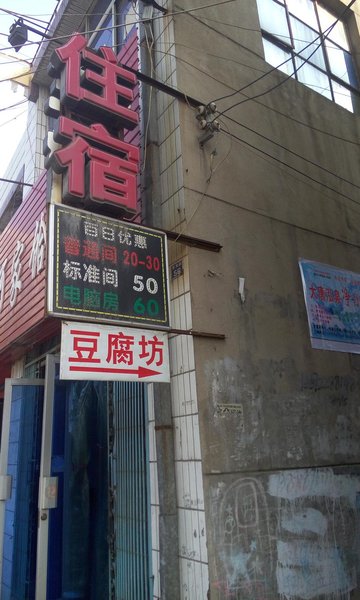 住宿
百日优惠
普通间 20-30
标准间 50
电脑房 60
豆腐坊